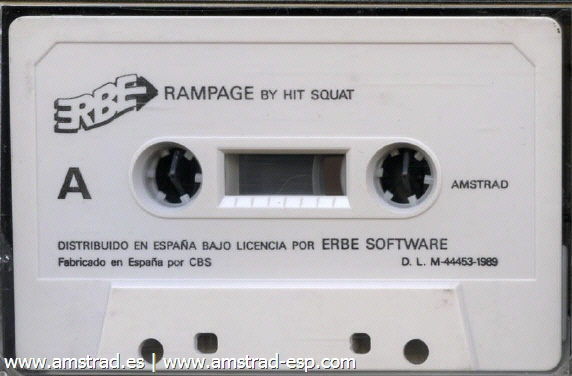 ERBE RAMPAGE BY HIT SQUAT
A
AMSTRAD
DISTRIBUIDO EN ESPAÑA BAJO LICENCIA POR ERBE SOFTWARE
Fabricado en España por CBS D. L. M-44453-1989
www.amstrad.es | www.amstrad-esp.com